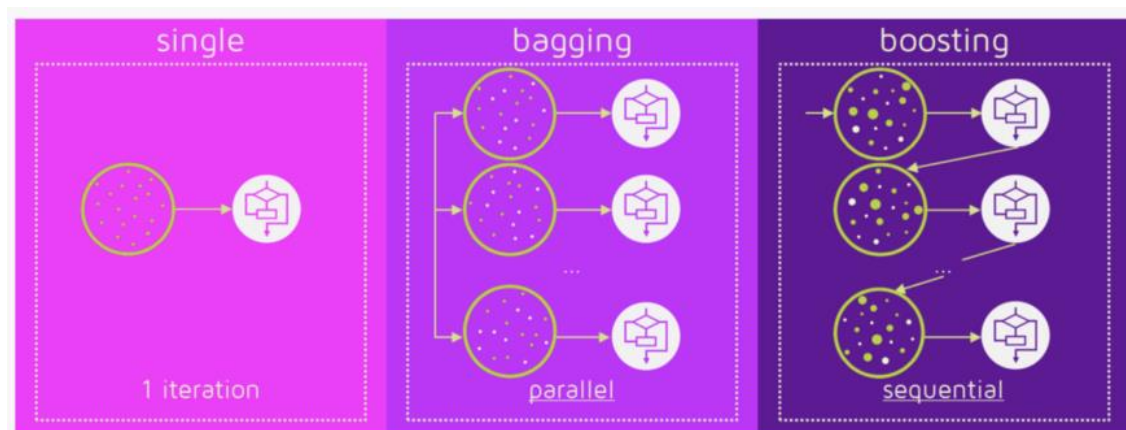 single
bagging
boosting
...
...
1 iteration
parallel
sequential